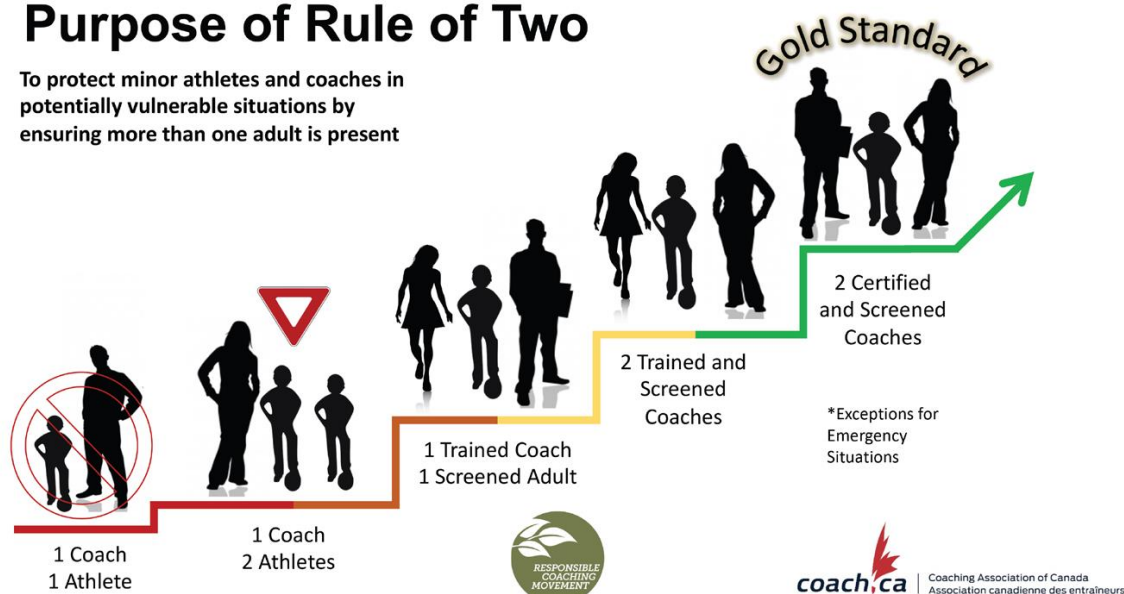 Purpose of Rule of Two
To protect minor athletes and coaches in
potentially vulnerable situations by
ensuring more than one adult is present
Gold Standard
1 Coach
1 Athlete
1 Coach
2 Athletes
1 Trained Coach
1 Screened Adult
2 Trained and
Screened
Coaches
2 Certified
and Screened
Coaches
*Exceptions for
Emergency
Situations
RESPONSIBLE
COACHING
MOVEMENT
coach.ca
Coaching Association of Canada
Association canadienne des entraîneurs